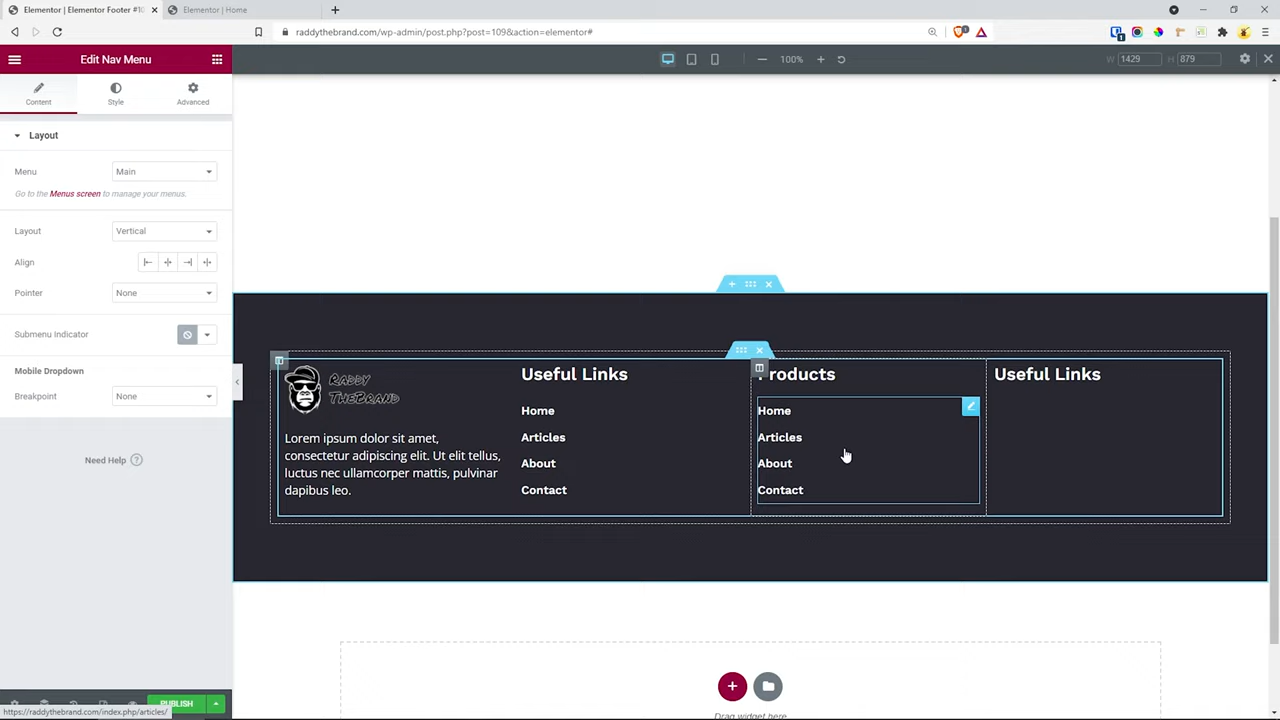 Elementor | Elementor Footer #10
Elementor | Home
raddythebrand.com/wp-admin/post.php?post=109&action=elementor#
Edit Nav Menu
100%
W 1429 H 879
Content
Style
Advanced
Layout
Menu
Main
Go to the Menus screen to manage your menus.
Layout
Vertical
Align
Pointer
None
Submenu Indicator
Mobile Dropdown
Breakpoint
None
Need Help
PUBLISH
https://raddythebrand.com/index.php/articles/
Raddy
TheBrand
Lorem ipsum dolor sit amet,
consectetur adipiscing elit. Ut elit tellus,
luctus nec ullamcorper mattis, pulvinar
dapibus leo.
Useful Links
Home
Articles
About
Contact
Products
Home
Articles
About
Contact
Useful Links
Drag widget here